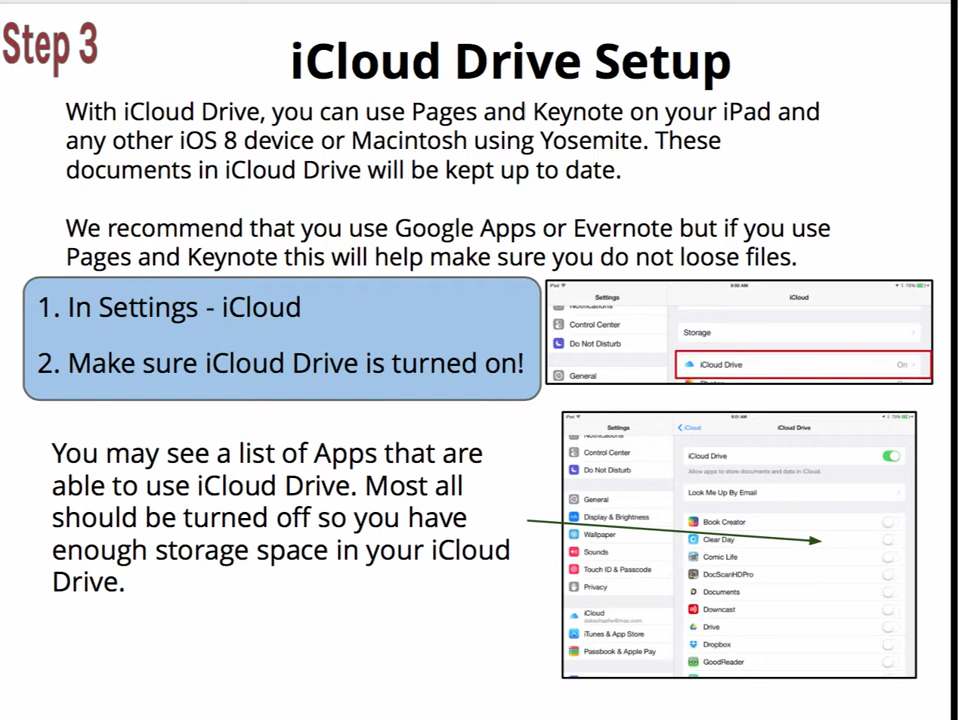 Step 3
iCloud Drive Setup
With iCloud Drive, you can use Pages and Keynote on your iPad and
any other iOS 8 device or Macintosh using Yosemite. These
documents in iCloud Drive will be kept up to date.
We recommend that you use Google Apps or Evernote but if you use
Pages and Keynote this will help make sure you do not loose files.
1. In Settings - iCloud
2. Make sure iCloud Drive is turned on!
iPad
Settings
iCloud
Control Center
Do Not Disturb
General
Storage
iCloud Drive On
You may see a list of Apps that are
able to use iCloud Drive. Most all
should be turned off so you have
enough storage space in your iCloud
Drive.
iPad
Settings
Control Center
Do Not Disturb
General
Display & Brightness
Wallpaper
Sounds
Touch ID & Passcode
Privacy
iCloud
iTunes & App Store
Passbook & Apple Pay
iCloud
iCloud Drive
iCloud Drive
Allow apps to store documents and data in iCloud.
Look Me Up By Email
Book Creator
Clear Day
Comic Life
DocScanHDPro
Documents
Downcast
Drive
Dropbox
GoodReader